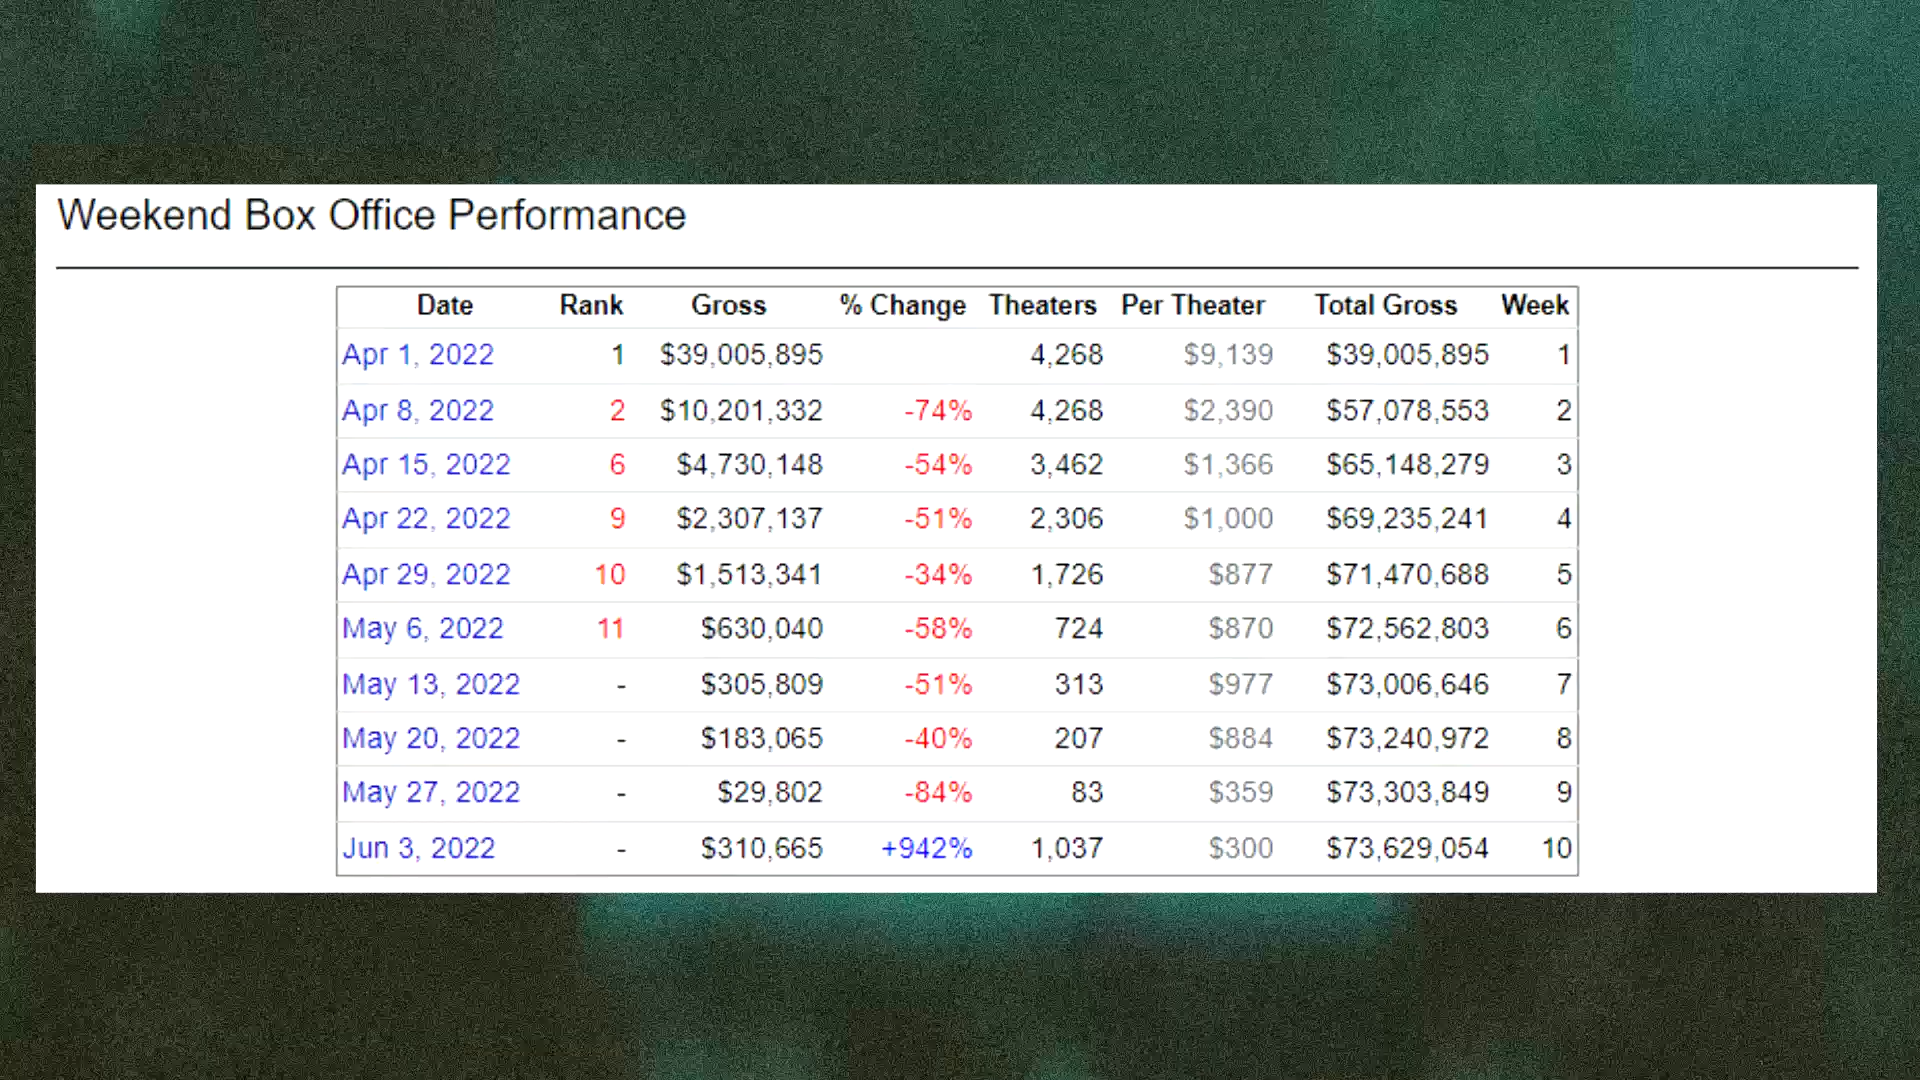 Weekend Box Office Performance
Date Rank Gross % Change Theaters Per Theater Total Gross Week
Apr 1, 2022 1 $39,005,895 4,268 $9,139 $39,005,895 1
Apr 8, 2022 2 $10,201,332 -74% 4,268 $2,390 $57,078,553 2
Apr 15, 2022 6 $4,730,148 -54% 3,462 $1,366 $65,148,279 3
Apr 22, 2022 9 $2,307,137 -51% 2,306 $1,000 $69,235,241 4
Apr 29, 2022 10 $1,513,341 -34% 1,726 $877 $71,470,688 5
May 6, 2022 11 $630,040 -58% 724 $870 $72,562,803 6
May 13, 2022 - $305,809 -51% 313 $977 $73,006,646 7
May 20, 2022 - $183,065 -40% 207 $884 $73,240,972 8
May 27, 2022 - $29,802 -84% 83 $359 $73,303,849 9
Jun 3, 2022 - $310,665 +942% 1,037 $300 $73,629,054 10